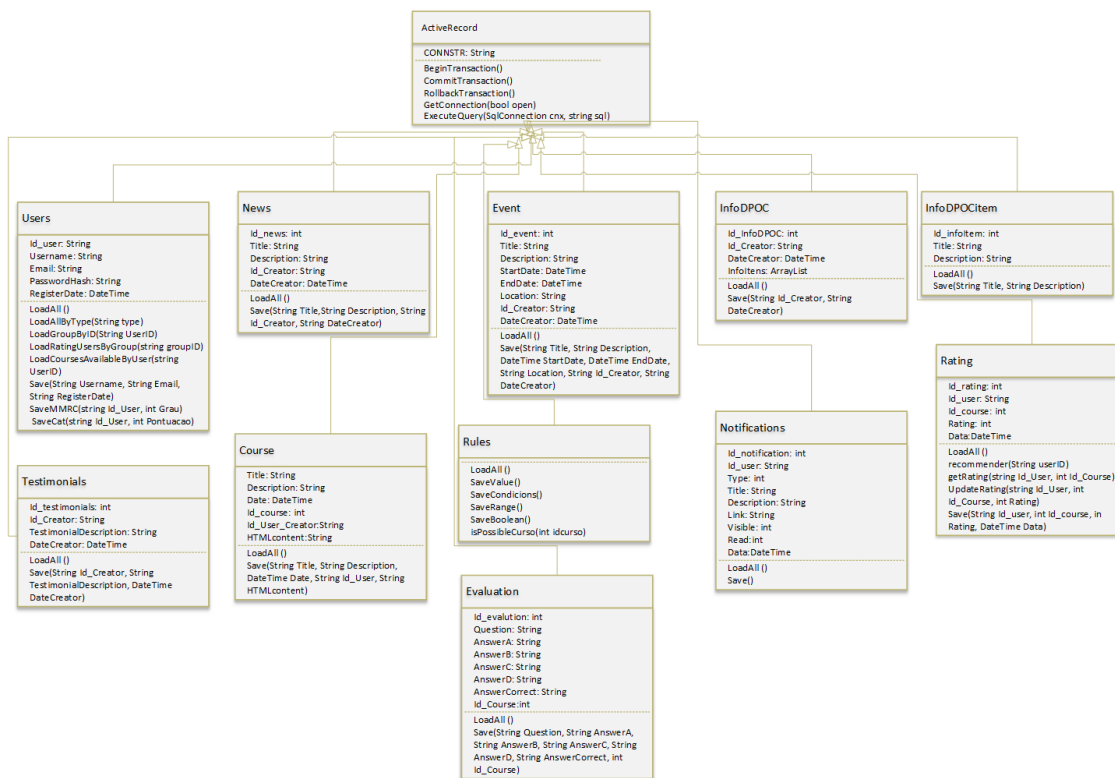 ActiveRecord
CONNSTR: String
BeginTransaction()
CommitTransaction()
RollbackTransaction()
GetConnection(bool open)
ExecuteQuery(SqlConnection cnx, string sql)
Users
Id_user: String
Username: String
Email: String
PasswordHash: String
RegisterDate: DateTime
LoadAll ()
LoadAllByType(String type)
LoadGroupByID(String UserID)
LoadRatingUsersByGroup(string groupID)
LoadCoursesAvailableByUser(string
UserID)
Save(String Username, String Email,
String RegisterDate)
SaveMMRC(string Id_User, int Grau)
SaveCat(string Id_User, int Pontuacao)
News
Id_news: int
Title: String
Description: String
Id_Creator: String
DateCreator: DateTime
LoadAll ()
Save(String Title,String Description, String
Id_Creator, String DateCreator)
Event
Id_event: int
Title: String
Description: String
StartDate: DateTime
EndDate: DateTime
Location: String
Id_Creator: String
DateCreator: DateTime
LoadAll ()
Save(String Title, String Description,
DateTime StartDate, DateTime EndDate,
String Location, String Id_Creator, String
DateCreator)
InfoDPOC
Id_InfoDPOC: int
Id_Creator: String
DateCreator: DateTime
InfoItens: ArrayList
LoadAll ()
Save(String Id_Creator, String
DateCreator)
InfoDPOCitem
Id_infoItem: int
Title: String
Description: String
LoadAll ()
Save(String Title, String Description)
Rating
Id_rating: int
Id_user: String
Id_course: int
Rating: int
Data:DateTime
LoadAll ()
recommender(String userID)
getRating(string Id_User, int Id_Course)
UpdateRating(string Id_User, int
Id_Course, int Rating)
Save(String Id_user, int Id_course, in
Rating, DateTime Data)
Testimonials
Id_testimonials: int
Id_Creator: String
TestimonialDescription: String
DateCreator: DateTime
LoadAll ()
Save(String Id_Creator, String
TestimonialDescription, DateTime
DateCreator)
Course
Title: String
Description: String
Date: DateTime
Id_course: int
Id_User_Creator:String
HTMLcontent:String
LoadAll ()
Save(String Title, String Description,
DateTime Date, String Id_User, String
HTMLcontent)
Rules
LoadAll ()
SaveValue()
SaveCondicions()
SaveRange()
SaveBoolean()
IsPossibleCurso(int idcurso)
Notifications
Id_notification: int
Id_user: String
Type: int
Title: String
Description: String
Link: String
Visible: int
Read:int
Data:DateTime
LoadAll ()
Save()
Evaluation
Id_evalution: int
Question: String
AnswerA: String
AnswerB: String
AnswerC: String
AnswerD: String
AnswerCorrect: String
Id_Course:int
LoadAll ()
Save(String Question, String AnswerA,
String AnswerB, String AnswerC, String
AnswerD, String AnswerCorrect, int
Id_Course)